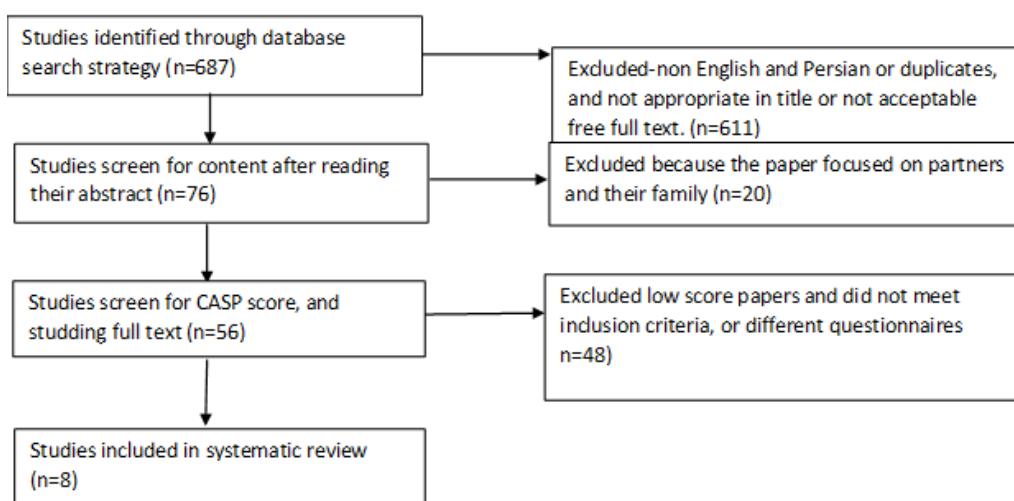 Studies identified through database
search strategy (n=687)
Excluded-non English and Persian or duplicates,
and not appropriate in title or not acceptable
free full text. (n=611)
Studies screen for content after reading
their abstract (n=76)
Excluded because the paper focused on partners
and their family (n=20)
Studies screen for CASP score, and
studding full text (n=56)
Excluded low score papers and did not meet
inclusion criteria, or different questionnaires
n=48)
Studies included in systematic review
(n=8)